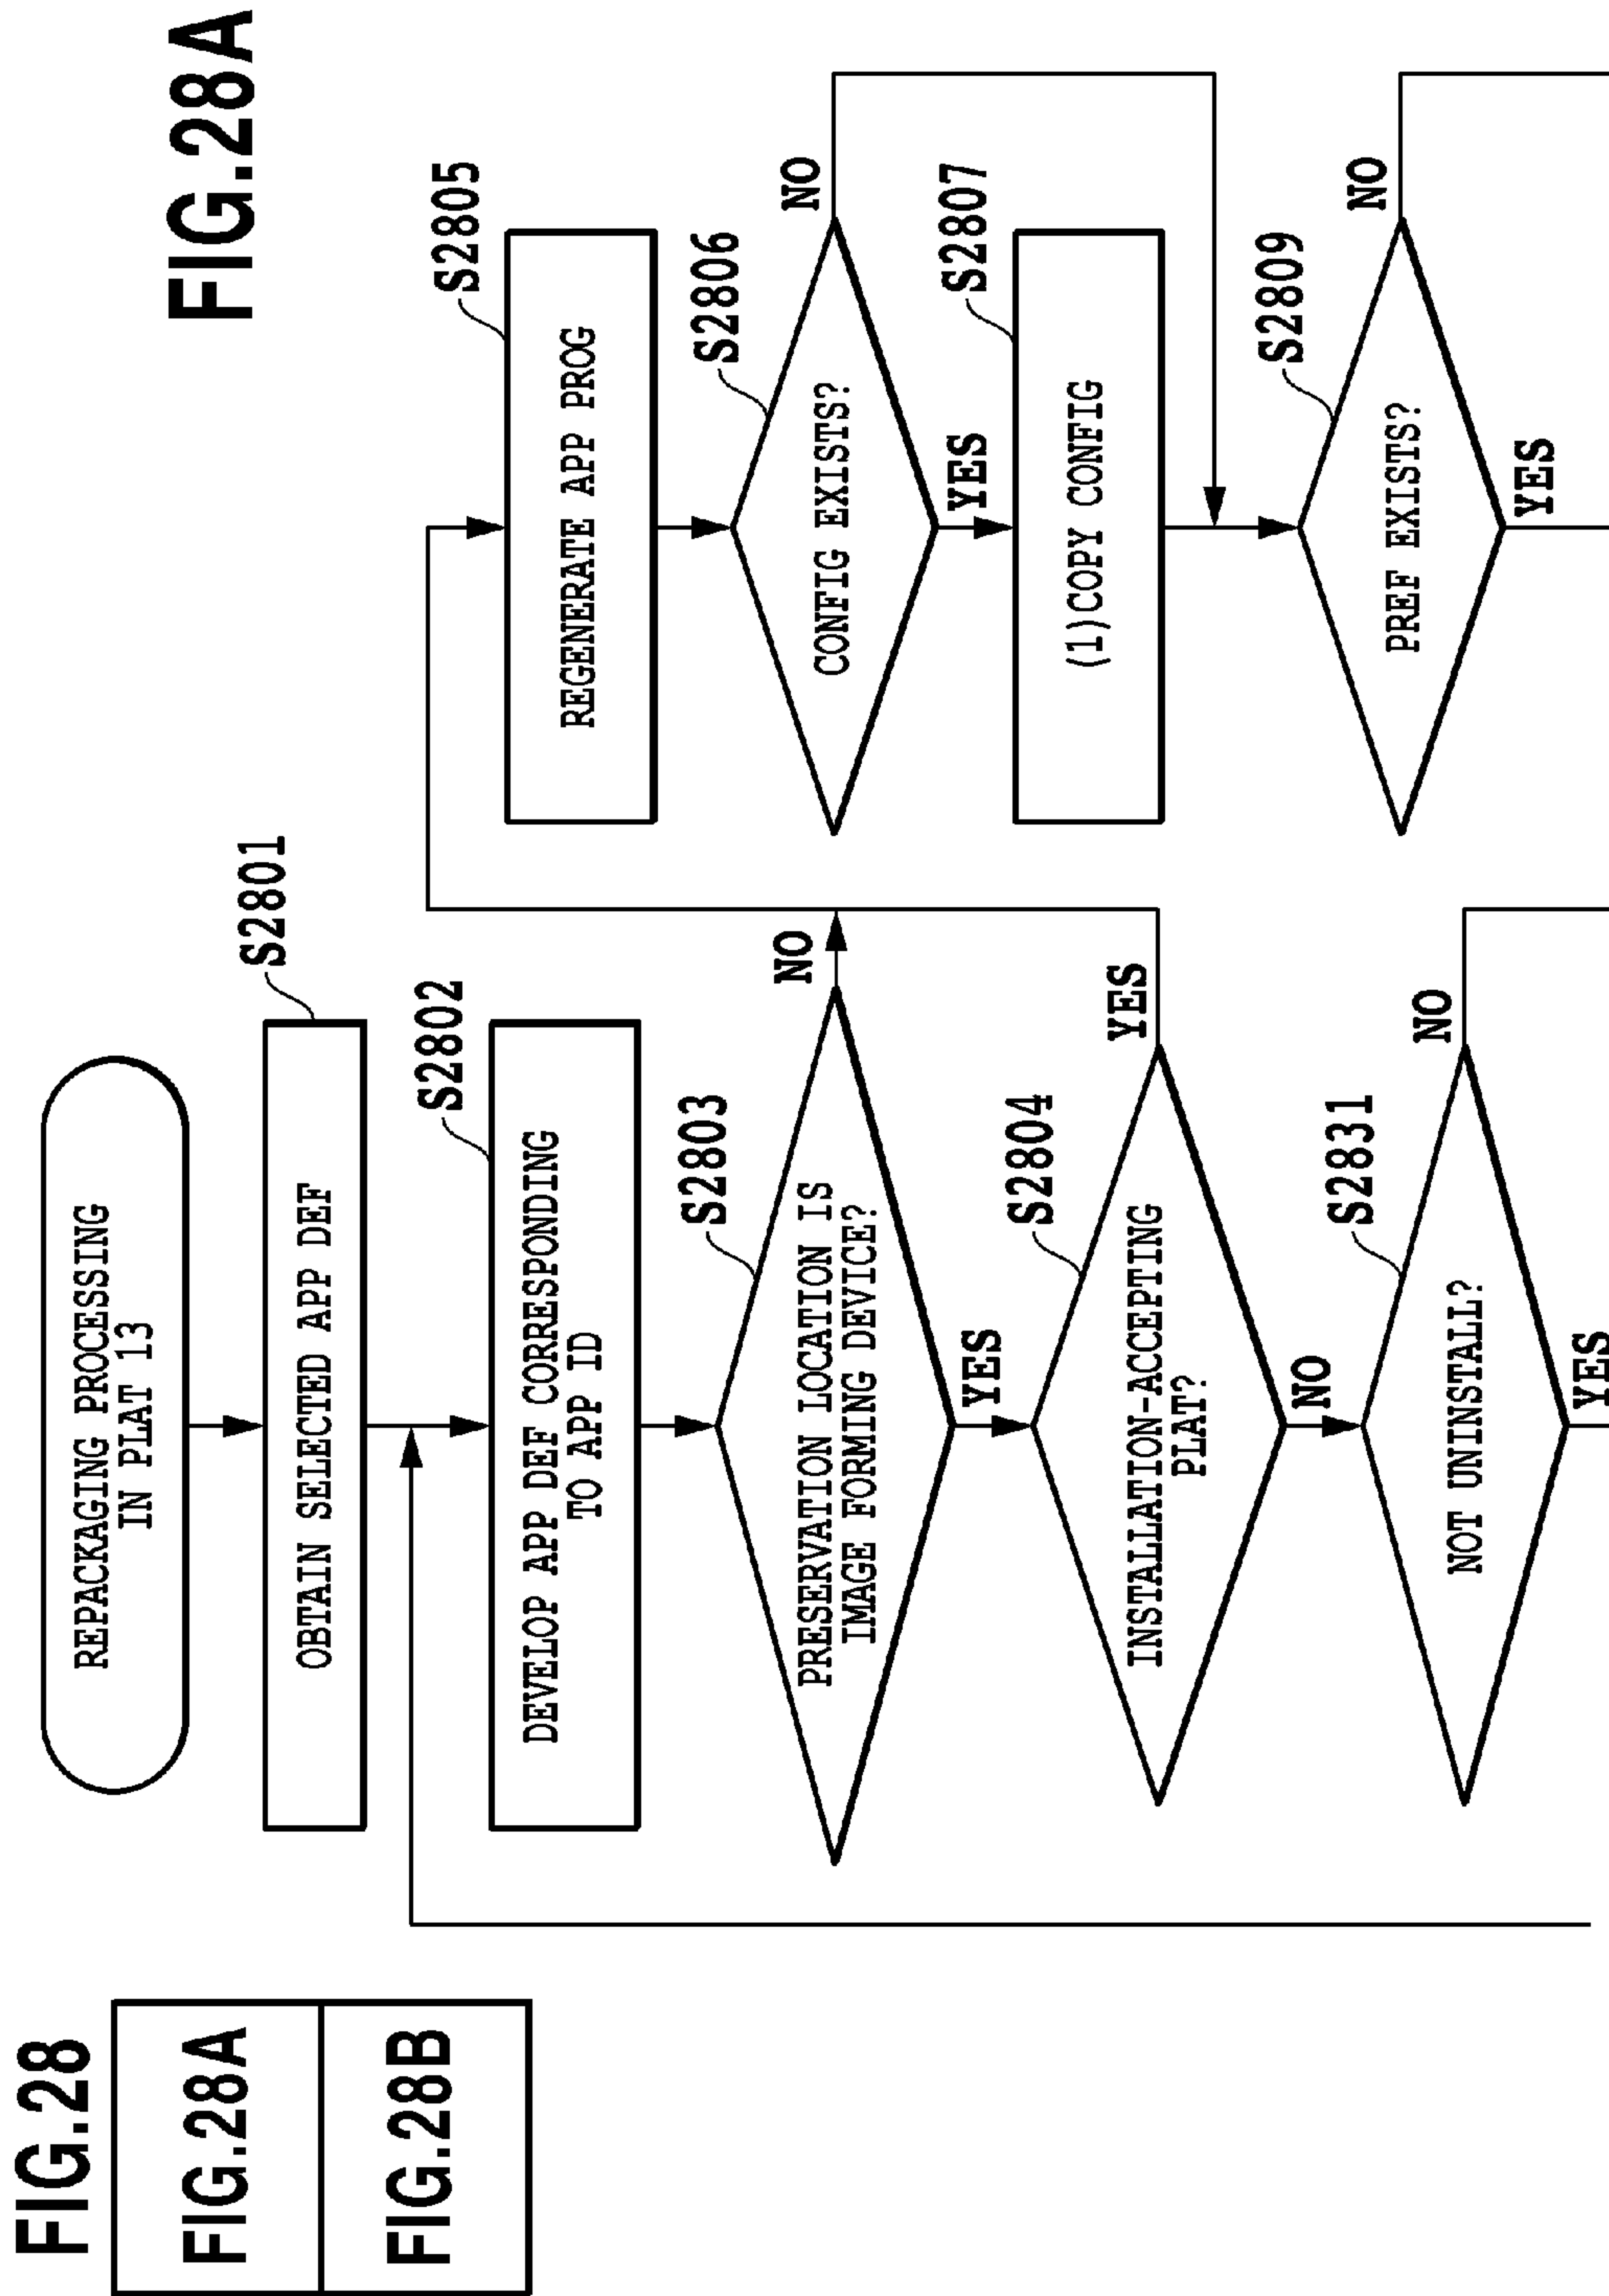 FIG.28
FIG.28A
FIG.28B
FIG.28A
REPACKAGING PROCESSING
IN PLAT 13
S2801
OBTAIN SELECTED APP DEF
S2802
DEVELOP APP DEF CORRESPONDING
TO APP ID
S2803
PRESERVATION LOCATION IS
IMAGE FORMING DEVICE?
NO
YES
S2804
INSTALLATION-ACCEPTING
PLAT?
YES
NO
S2831
NOT UNINSTALL?
NO
YES
S2805
REGENERATE APP PROG
S2806
CONFIG EXISTS?
NO
YES
S2807
(1)COPY CONFIG
S2809
PREF EXISTS?
NO
YES